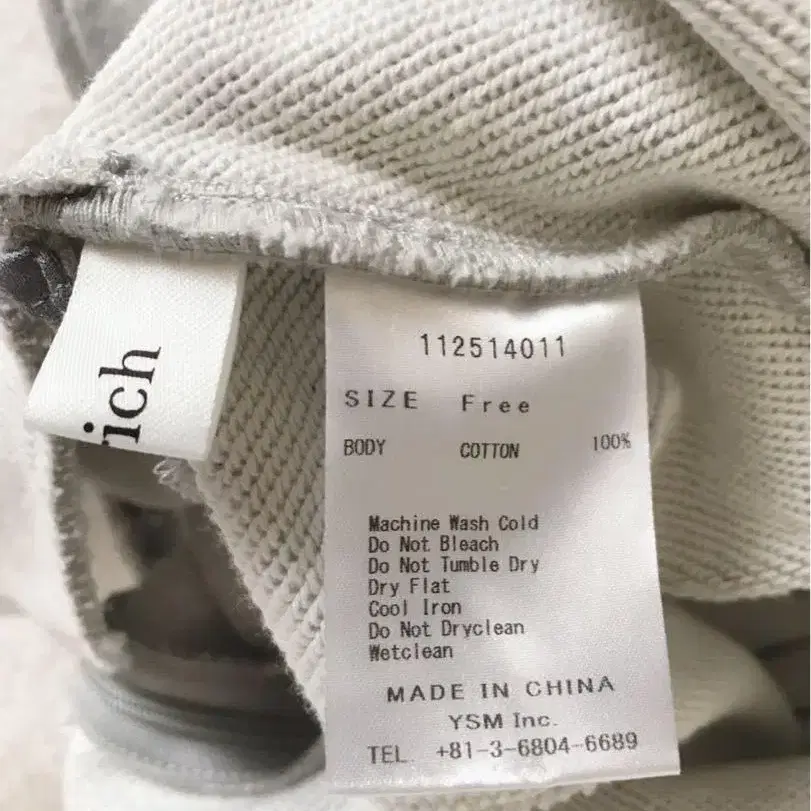 rich
112514011
SIZE Free
BODY COTTON 100%
Machine Wash Cold
Do Not Bleach
Do Not Tumble Dry
Dry Flat
Cool Iron
Do Not Dryclean
Wetclean
MADE IN CHINA
YSM Inc.
TEL +81-3-6804-6689